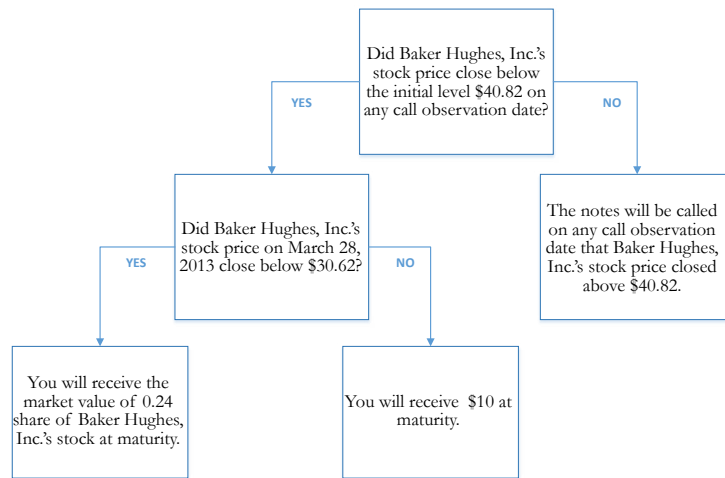 Did Baker Hughes, Inc.'s
stock price close below
the initial level $40.82 on
any call observation date?
YES
NO
Did Baker Hughes, Inc.'s
stock price on March 28,
2013 close below $30.62?
The notes will be called
on any call observation
date that Baker Hughes,
Inc.'s stock price closed
above $40.82.
YES
NO
You will receive the
market value of 0.24
share of Baker Hughes,
Inc.'s stock at maturity.
You will receive $10 at
maturity.